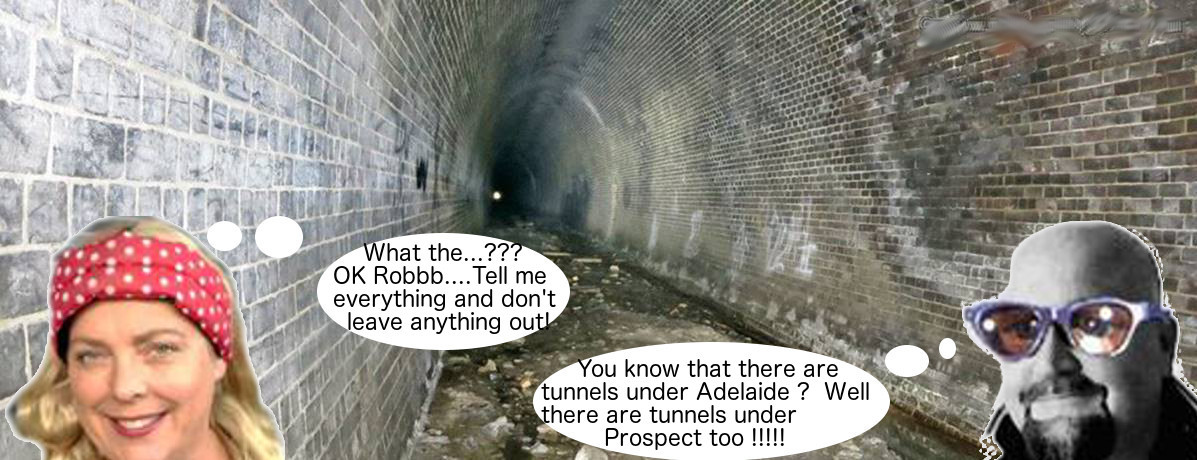 What the...???
OK Robbb....Tell me
everything and don't
leave anything out!
You know that there are
tunnels under Adelaide ? Well
there are tunnels under
Prospect too !!!!!